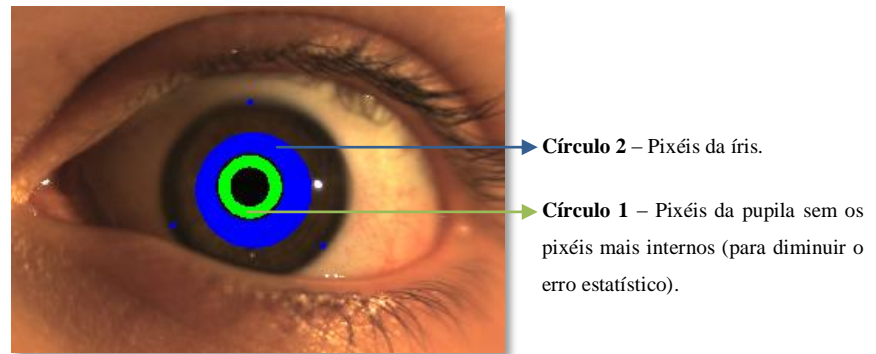 Círculo 2 – Pixéis da íris.
Círculo 1 – Pixéis da pupila sem os
pixéis mais internos (para diminuir o
erro estatístico).